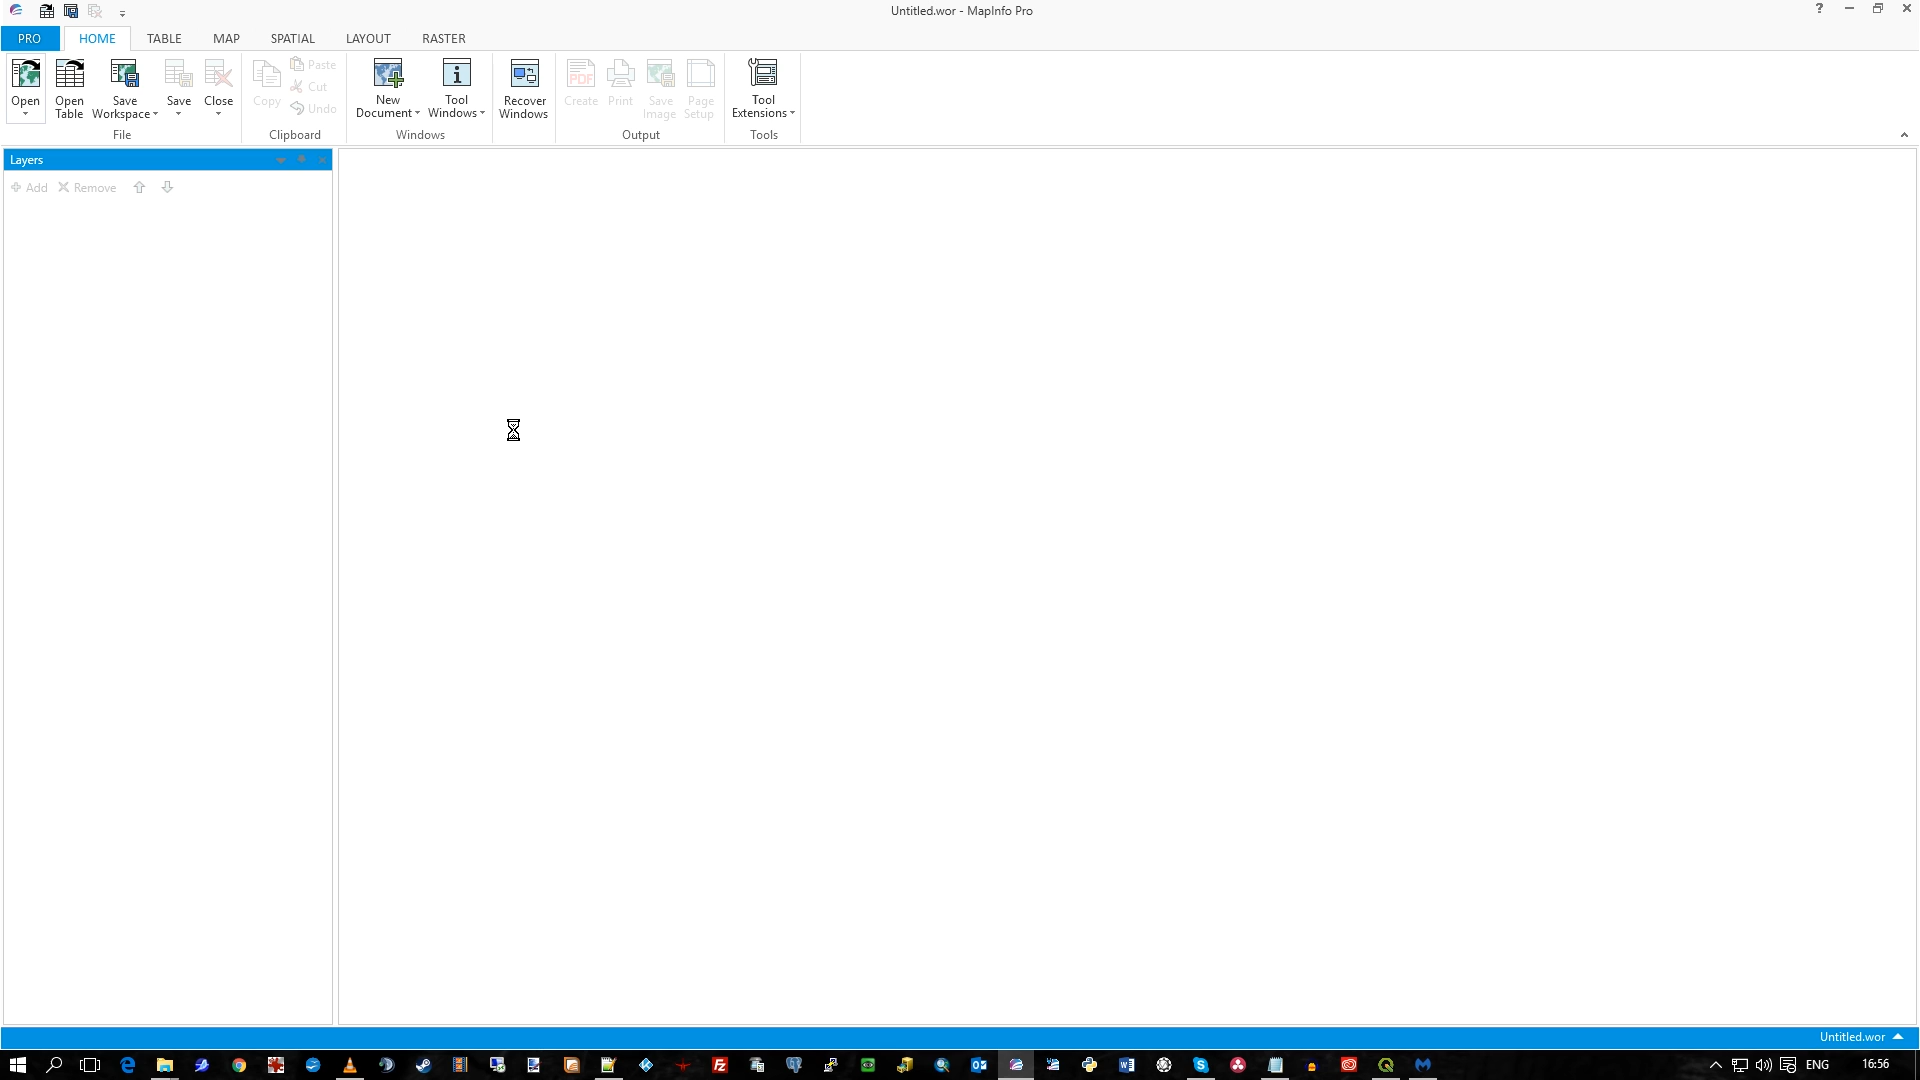 Untitled.wor - MapInfo Pro
PRO HOME TABLE MAP SPATIAL LAYOUT RASTER
Open
Open Table
Save Workspace
Save
Close
File
Copy
Paste
Cut
Undo
Clipboard
New Document
Tool Windows
Windows
Recover Windows
Create
Print
Save Image
Page Setup
Output
Tool Extensions
Tools
Layers
Add Remove
Untitled.wor
ENG 16:56